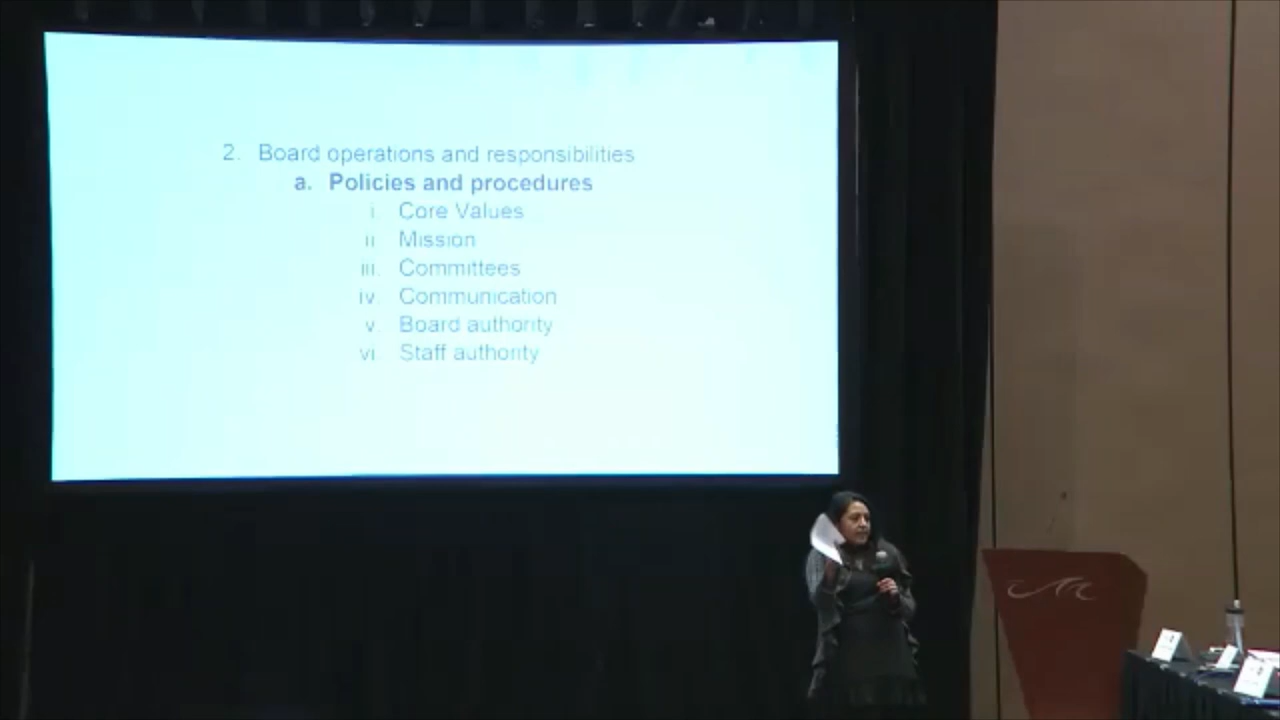 2. Board operations and responsibilities
a. Policies and procedures
i. Core Values
ii. Mission
iii. Committees
iv. Communication
v. Board authority
vi. Staff authority